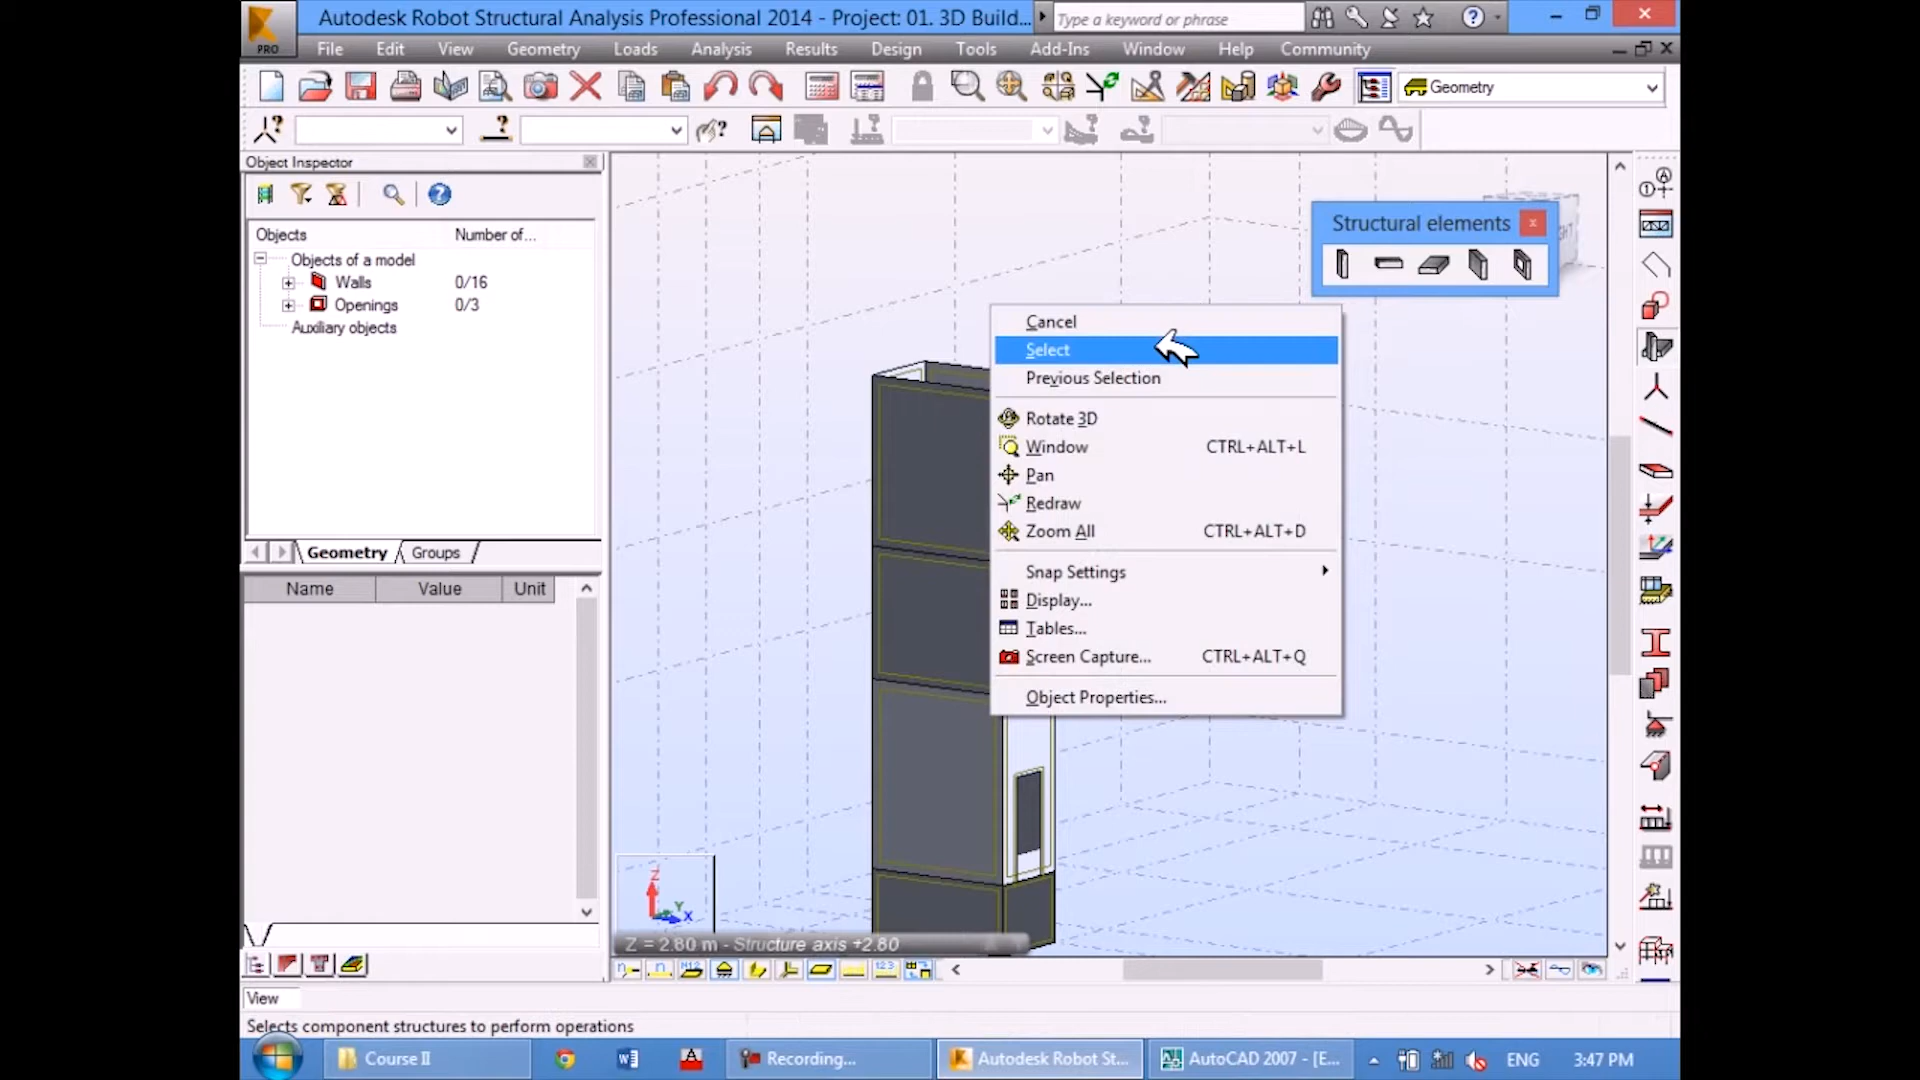 Autodesk Robot Structural Analysis Professional 2014 - Project: 01. 3D Build...
Type a keyword or phrase
PRO
File Edit View Geometry Loads Analysis Results Design Tools Add-Ins Window Help Community
Geometry
Object Inspector
Objects Number of...
Objects of a model
Walls 0/16
Openings 0/3
Auxiliary objects
Geometry Groups
Name Value Unit
Structural elements
Cancel
Select
Previous Selection
Rotate 3D
Window CTRL+ALT+L
Pan
Redraw
Zoom All CTRL+ALT+D
Snap Settings
Display...
Tables...
Screen Capture... CTRL+ALT+Q
Object Properties...
Z
Y
X
Z = 2.80 m - Structure axis +2.80
View
Selects component structures to perform operations
Course II
Recording...
Autodesk Robot St...
AutoCAD 2007 - [E...
ENG
3:47 PM